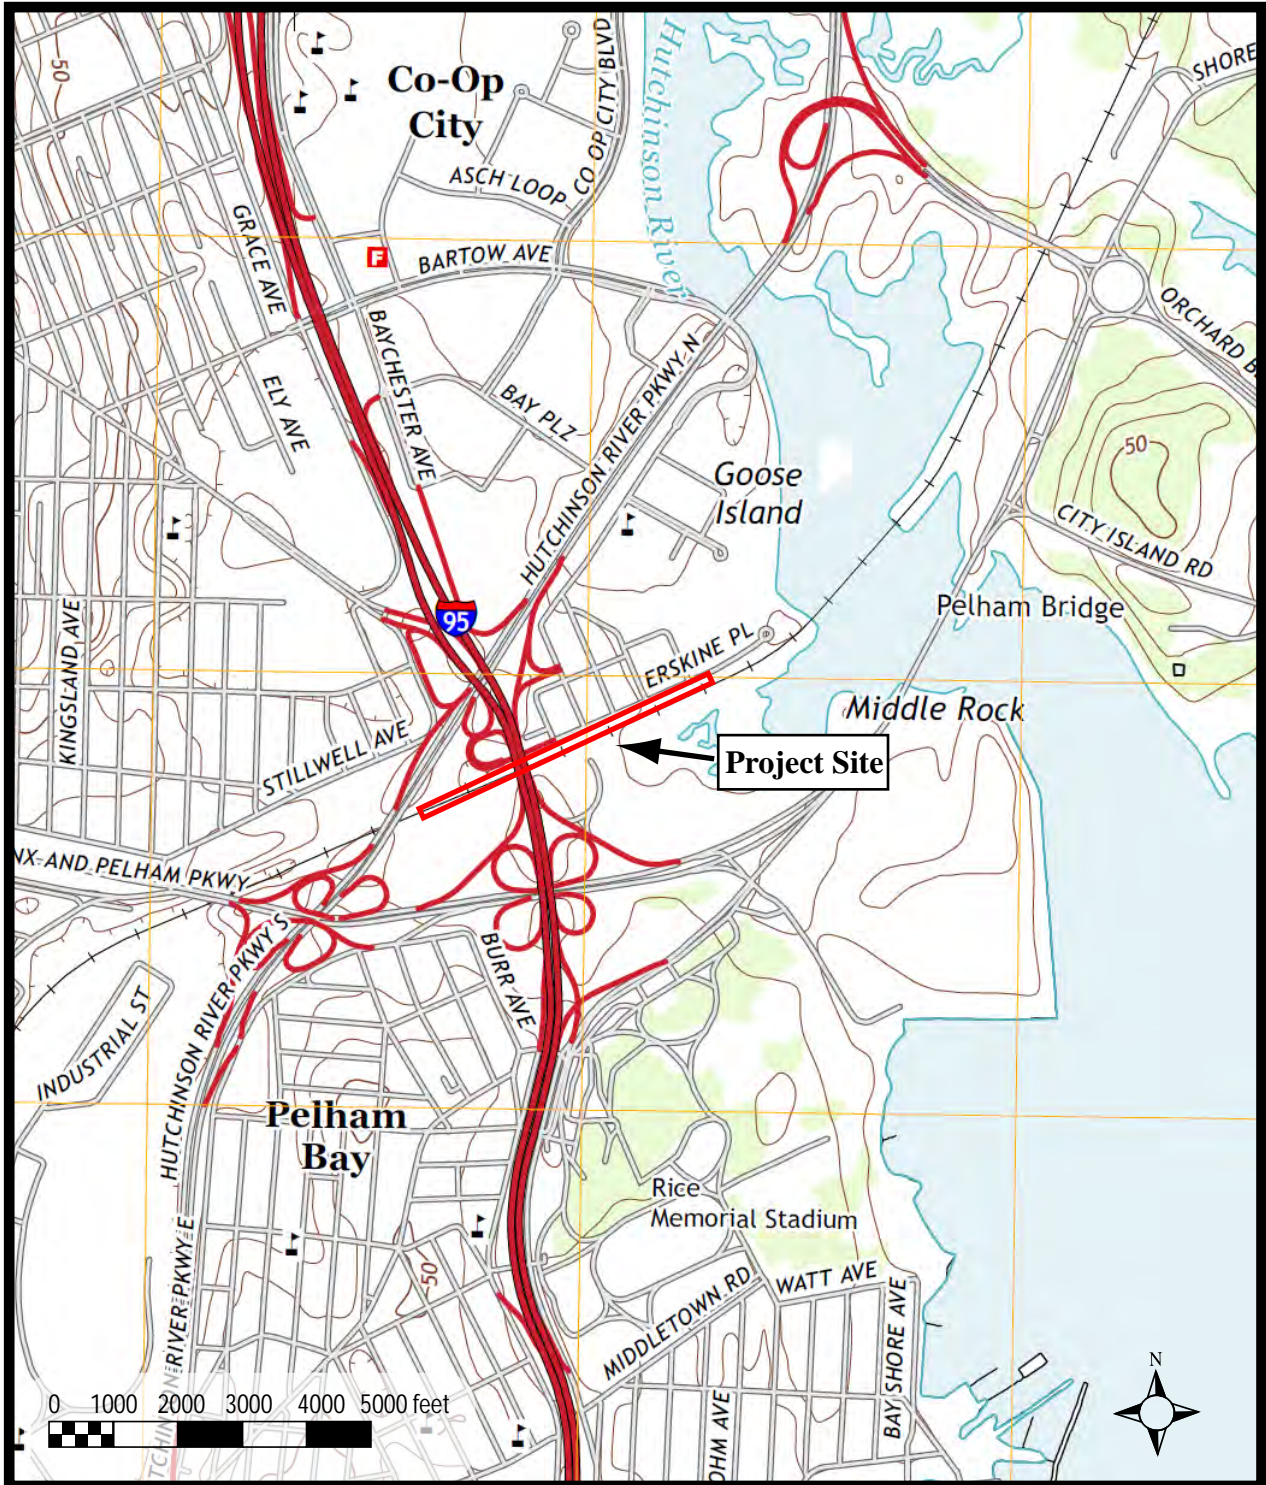 50
Co-Op
City
CO OP CITY BLVD
Hutchinson River
SHORE
ASCH LOOP
GRACE AVE
F
BARTOW AVE
ORCHARD B
BAYCHESTER AVE
HUTCHINSON RIVER PKWY N
ELY AVE
BAY PLZ
50
Goose
Island
CITY ISLAND RD
95
Pelham Bridge
KINGSLAND AVE
ERSKINE PL
Middle Rock
STILLWELL AVE
Project Site
NX AND PELHAM PKWY
HUTCHINSON RIVER PKWY S
BURR AVE
INDUSTRIAL ST
Pelham
Bay
Rice
Memorial Stadium
HUTCHINSON RIVER PKWY E
50
MIDDLETOWN RD
WATT AVE
BAY SHORE AVE
OHM AVE
N
0 1000 2000 3000 4000 5000 feet